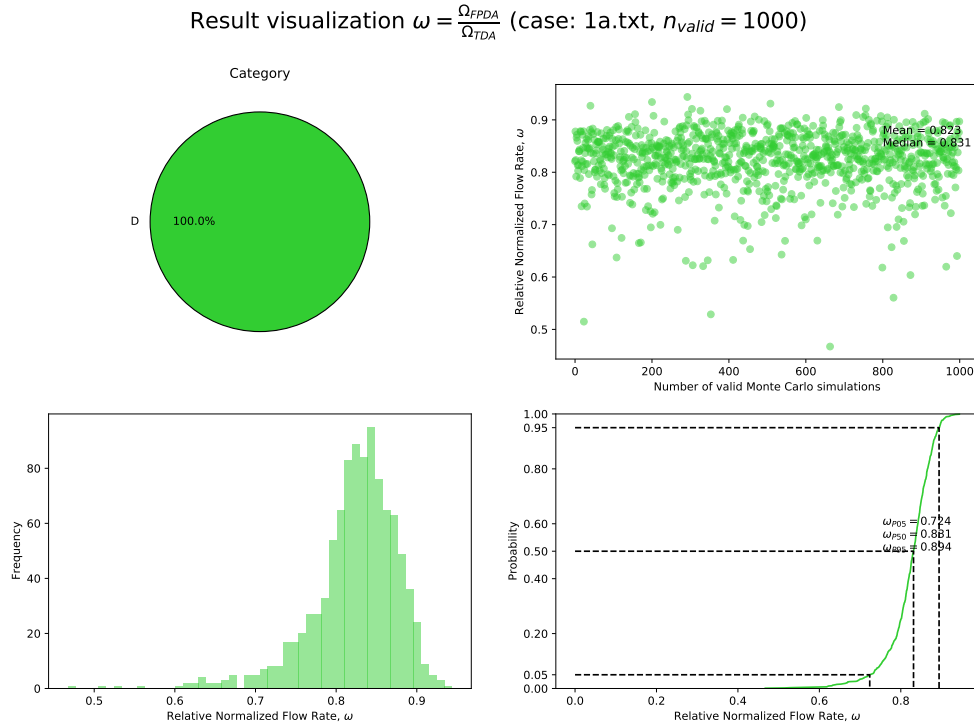 Result visualization ω = Ω_FPDA / Ω_TDA (case: 1a.txt, n_valid = 1000)
Category
D
100.0%
Relative Normalized Flow Rate, ω
0.9
0.8
0.7
0.6
0.5
Mean = 0.823
Median = 0.831
0 200 400 600 800 1000
Number of valid Monte Carlo simulations
Frequency
80
60
40
20
0
0.5 0.6 0.7 0.8 0.9
Relative Normalized Flow Rate, ω
Probability
1.00
0.95
0.80
0.60
0.50
0.40
0.20
0.05
0.00
ω_P05 = 0.724
ω_P50 = 0.831
ω_P95 = 0.894
0.0 0.2 0.4 0.6 0.8
Relative Normalized Flow Rate, ω